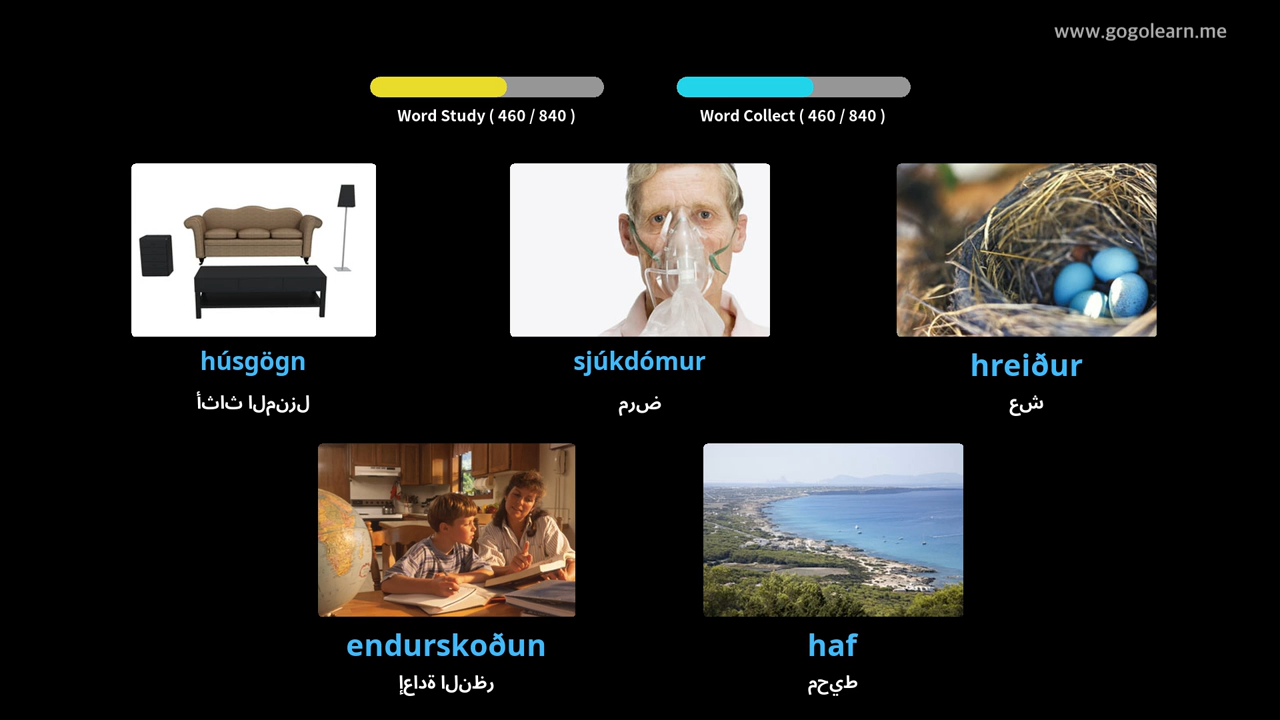 www.gogolearn.me
Word Study ( 460 / 840 )
Word Collect ( 460 / 840 )
húsgögn
أثاث المنزل
sjúkdómur
مرض
hreiður
عش
endurskoðun
إعادة النظر
haf
محيط